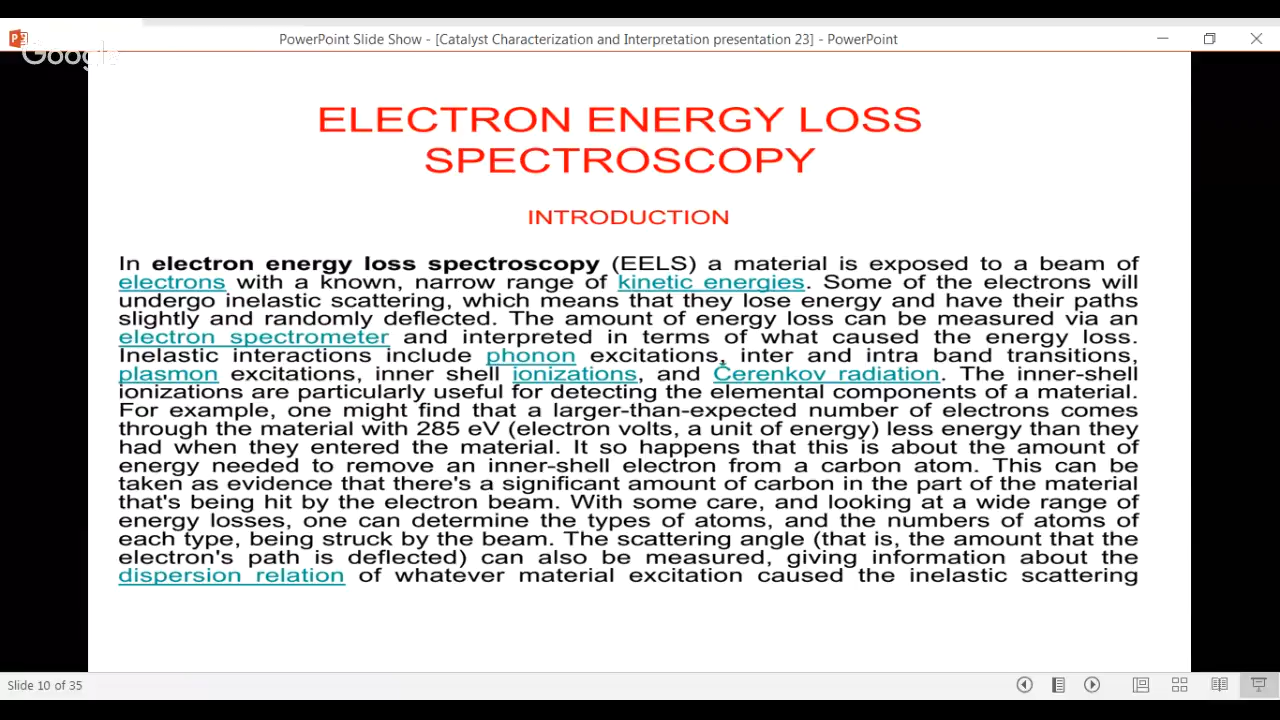 PowerPoint Slide Show - [Catalyst Characterization and Interpretation presentation 23] - PowerPoint
Google
ELECTRON ENERGY LOSS
SPECTROSCOPY
INTRODUCTION
In electron energy loss spectroscopy (EELS) a material is exposed to a beam of
electrons with a known, narrow range of kinetic energies. Some of the electrons will
undergo inelastic scattering, which means that they lose energy and have their paths
slightly and randomly deflected. The amount of energy loss can be measured via an
electron spectrometer and interpreted in terms of what caused the energy loss.
Inelastic interactions include phonon excitations, inter and intra band transitions,
plasmon excitations, inner shell ionizations, and Čerenkov radiation. The inner-shell
ionizations are particularly useful for detecting the elemental components of a material.
For example, one might find that a larger-than-expected number of electrons comes
through the material with 285 eV (electron volts, a unit of energy) less energy than they
had when they entered the material. It so happens that this is about the amount of
energy needed to remove an inner-shell electron from a carbon atom. This can be
taken as evidence that there's a significant amount of carbon in the part of the material
that's being hit by the electron beam. With some care, and looking at a wide range of
energy losses, one can determine the types of atoms, and the numbers of atoms of
each type, being struck by the beam. The scattering angle (that is, the amount that the
electron's path is deflected) can also be measured, giving information about the
dispersion relation of whatever material excitation caused the inelastic scattering
Slide 10 of 35